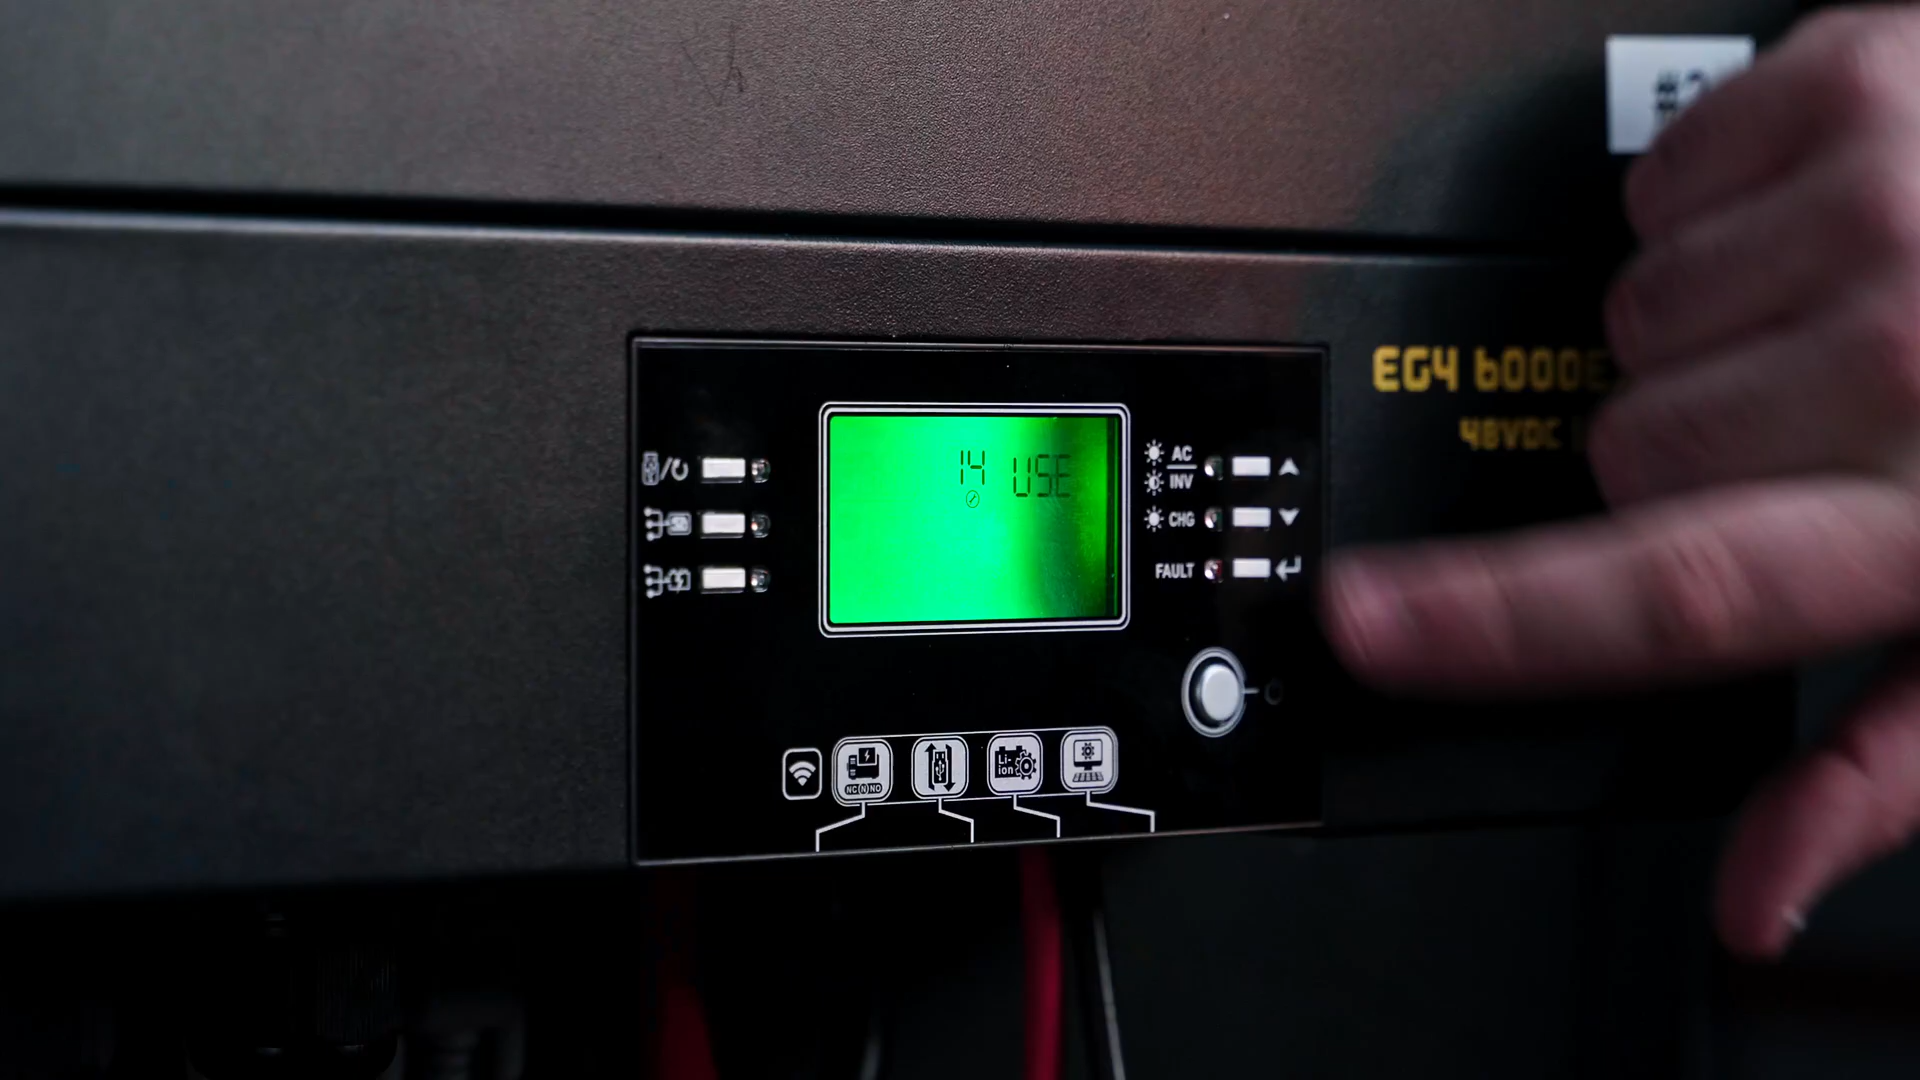 EG4 6000E
48VDC
14 USE
AC
INV
CHG
FAULT
NC N NO
Li-
ion